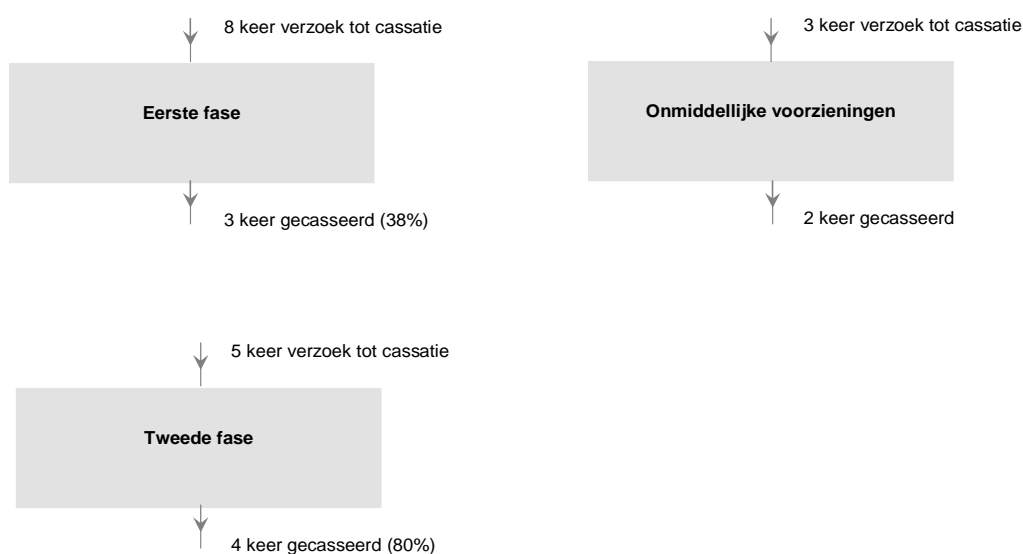 8 keer verzoek tot cassatie
Eerste fase
3 keer gecasseerd (38%)
3 keer verzoek tot cassatie
Onmiddellijke voorzieningen
2 keer gecasseerd
5 keer verzoek tot cassatie
Tweede fase
4 keer gecasseerd (80%)